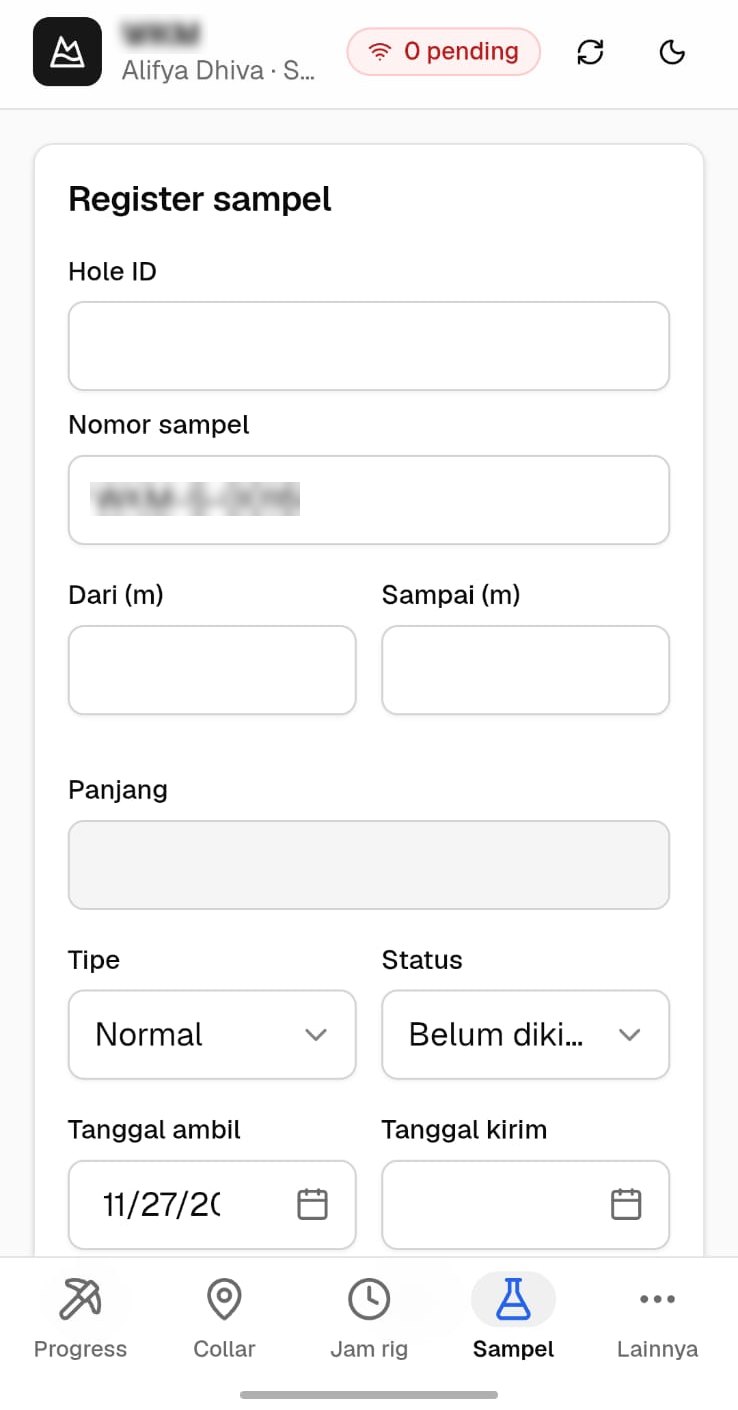 Alifya Dhiva · S...
0 pending
Register sampel
Hole ID
Nomor sampel
Dari (m)
Sampai (m)
Panjang
Tipe
Status
Normal
Belum diki...
Tanggal ambil
Tanggal kirim
11/27/20
Progress
Collar
Jam rig
Sampel
Lainnya